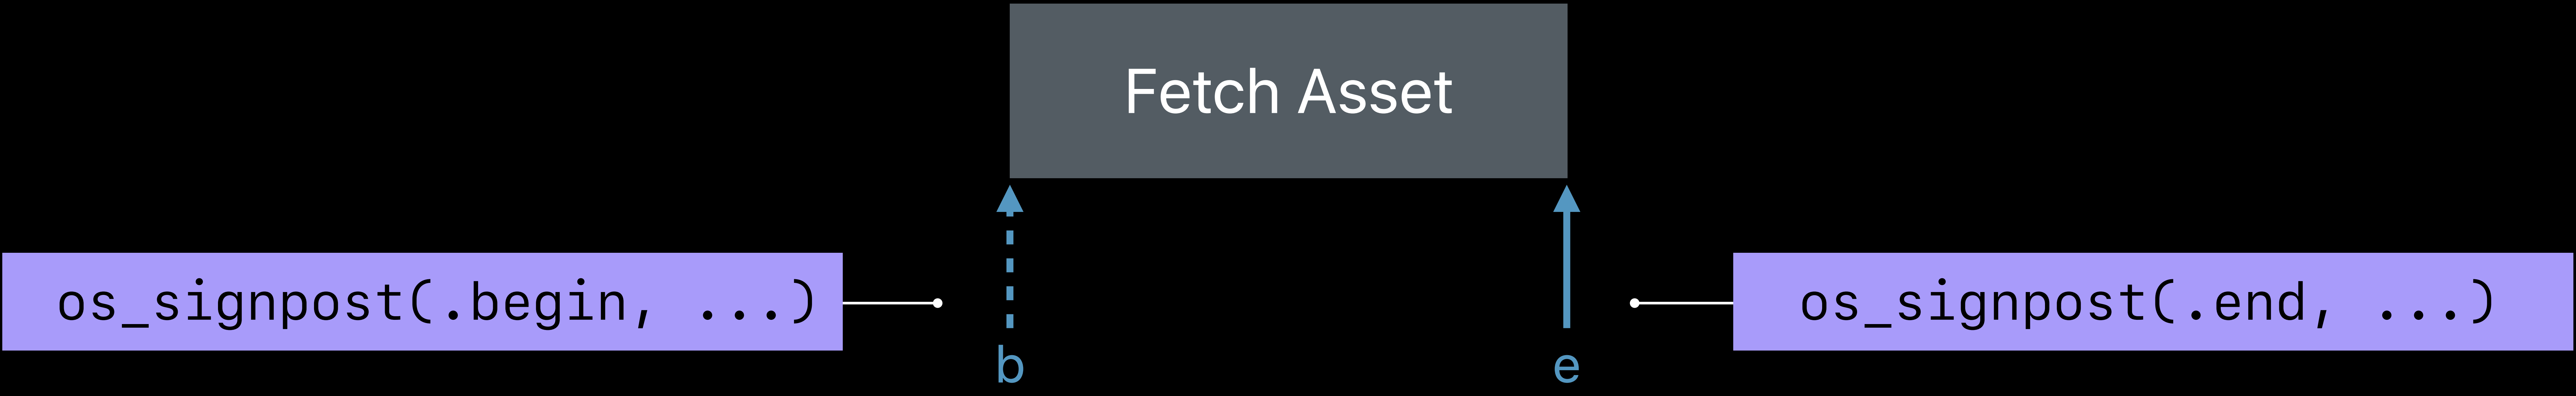 Fetch Asset
os_signpost(.begin, ...)
b
e
os_signpost(.end, ...)